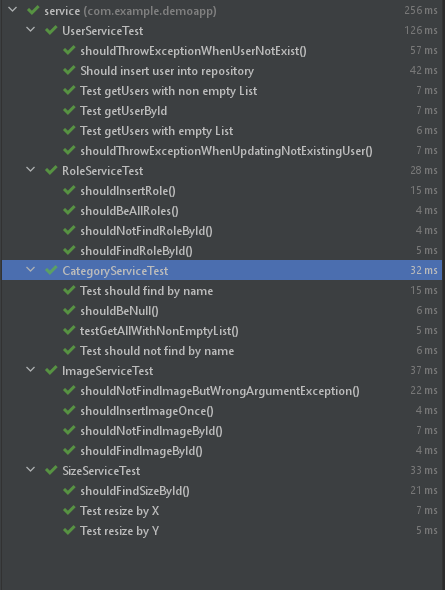 service (com.example.demoapp) 256 ms
UserServiceTest 126 ms
shouldThrowExceptionWhenUserNotExist() 57 ms
Should insert user into repository 42 ms
Test getUsers with non empty List 7 ms
Test getUserById 7 ms
Test getUsers with empty List 6 ms
shouldThrowExceptionWhenUpdatingNotExistingUser() 7 ms
RoleServiceTest 28 ms
shouldInsertRole() 15 ms
shouldBeAllRoles() 4 ms
shouldNotFindRoleById() 4 ms
shouldFindRoleById() 5 ms
CategoryServiceTest 32 ms
Test should find by name 15 ms
shouldBeNull() 6 ms
testGetAllWithNonEmptyList() 5 ms
Test should not find by name 6 ms
ImageServiceTest 37 ms
shouldNotFindImageButWrongArgumentException() 22 ms
shouldInsertImageOnce() 4 ms
shouldNotFindImageById() 7 ms
shouldFindImageById() 4 ms
SizeServiceTest 33 ms
shouldFindSizeById() 21 ms
Test resize by X 7 ms
Test resize by Y 5 ms